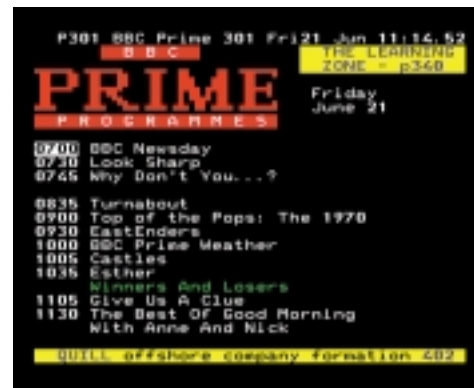 P301 BBC Prime 301 Fri21 Jun 11:14.52
BBC
THE LEARNING
ZONE - p360
PRIME
Friday
June 21
PROGRAMMES
0700 BBC Newsday
0730 Look Sharp
0745 Why Don't You...?
0835 Turnabout
0900 Top of the Pops: The 1970
0930 EastEnders
1000 BBC Prime Weather
1005 Castles
1035 Esther
Winners And Losers
1105 Give Us A Clue
1130 The Best Of Good Morning
With Anne And Nick
QUILL offshore company formation 402